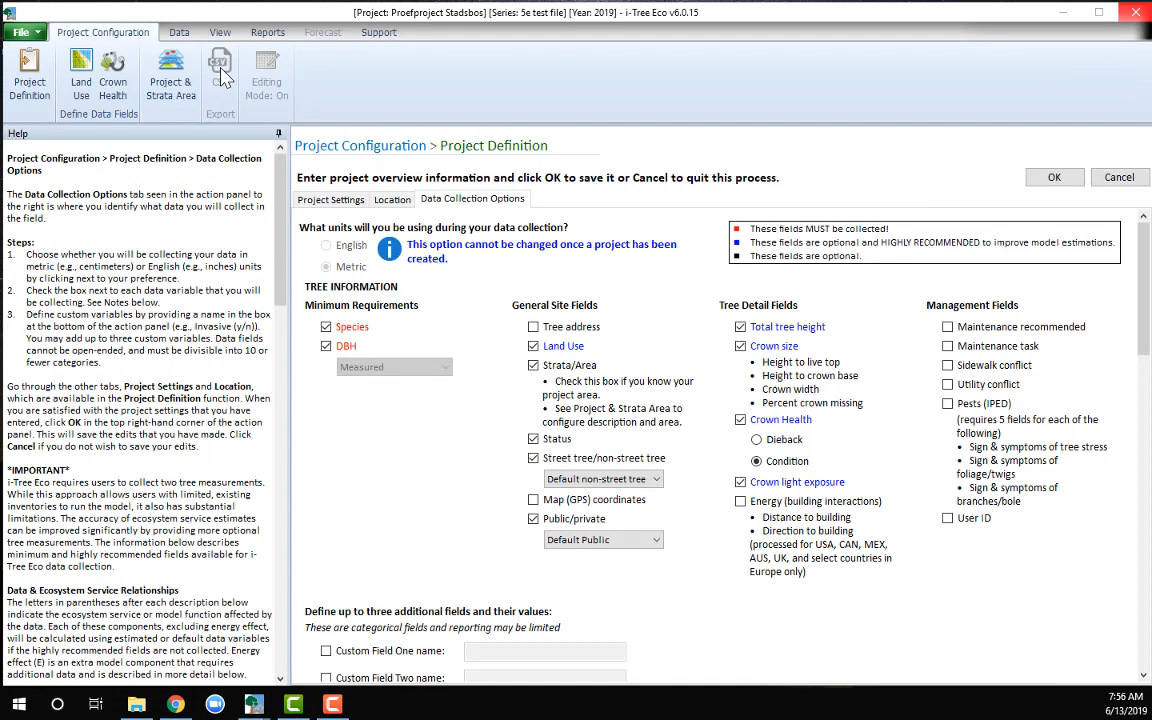 [Project: Proefproject Stadsbos] [Series: 5e test file] [Year: 2019] - i-Tree Eco v6.0.15
File
Project Configuration
Data
View
Reports
Forecast
Support
Project
Definition
Land
Use
Crown
Health
Project &
Strata Area
CSV
Editing
Mode: On
Define Data Fields
Export
Help
Project Configuration > Project Definition > Data Collection
Options
The Data Collection Options tab seen in the action panel to
the right is where you identify what data you will collect in
the field.
Steps:
1. Choose whether you will be collecting your data in
metric (e.g., centimeters) or English (e.g., inches) units
by clicking next to your preference.
2. Check the box next to each data variable that you will
be collecting. See Notes below.
3. Define custom variables by providing a name in the box
at the bottom of the action panel (e.g., Invasive (y/n)).
You may add up to three custom variables. Data fields
cannot be open-ended, and must be divisible into 10 or
fewer categories.
Go through the other tabs, Project Settings and Location,
which are available in the Project Definition function. When
you are satisfied with the project settings that you have
entered, click OK in the top right-hand corner of the action
panel. This will save the edits that you have made. Click
Cancel if you do not wish to save your edits.
*IMPORTANT*
i-Tree Eco requires users to collect two tree measurements.
While this approach allows users with limited, existing
inventories to run the model, it also has substantial
limitations. The accuracy of ecosystem service estimates
can be improved significantly by providing more optional
tree measurements. The information below describes
minimum and highly recommended fields available for i-
Tree Eco data collection.
Data & Ecosystem Service Relationships
The letters in parentheses after each description below
indicate the ecosystem service or model function affected by
the data. Each of these components, excluding energy effect,
will be calculated using estimated or default data variables
if the highly recommended fields are not collected. Energy
effect (E) is an extra model component that requires
additional data and is described in more detail below.
Project Configuration > Project Definition
Enter project overview information and click OK to save it or Cancel to quit this process.
OK
Cancel
Project Settings
Location
Data Collection Options
What units will you be using during your data collection?
English
Metric
This option cannot be changed once a project has been
created.
These fields MUST be collected!
These fields are optional and HIGHLY RECOMMENDED to improve model estimations.
These fields are optional.
TREE INFORMATION
Minimum Requirements
Species
DBH
Measured
General Site Fields
Tree address
Land Use
Strata/Area
• Check this box if you know your
project area.
• See Project & Strata Area to
configure description and area.
Status
Street tree/non-street tree
Default non-street tree
Map (GPS) coordinates
Public/private
Default Public
Tree Detail Fields
Total tree height
Crown size
• Height to live top
• Height to crown base
• Crown width
• Percent crown missing
Crown Health
Dieback
Condition
Crown light exposure
Energy (building interactions)
• Distance to building
• Direction to building
(processed for USA, CAN, MEX,
AUS, UK, and select countries in
Europe only)
Management Fields
Maintenance recommended
Maintenance task
Sidewalk conflict
Utility conflict
Pests (IPED)
(requires 5 fields for each of the
following)
• Sign & symptoms of tree stress
• Sign & symptoms of
foliage/twigs
• Sign & symptoms of
branches/bole
User ID
Define up to three additional fields and their values:
These are categorical fields and reporting may be limited
Custom Field One name:
Custom Field Two name:
7:56 AM
6/13/2019